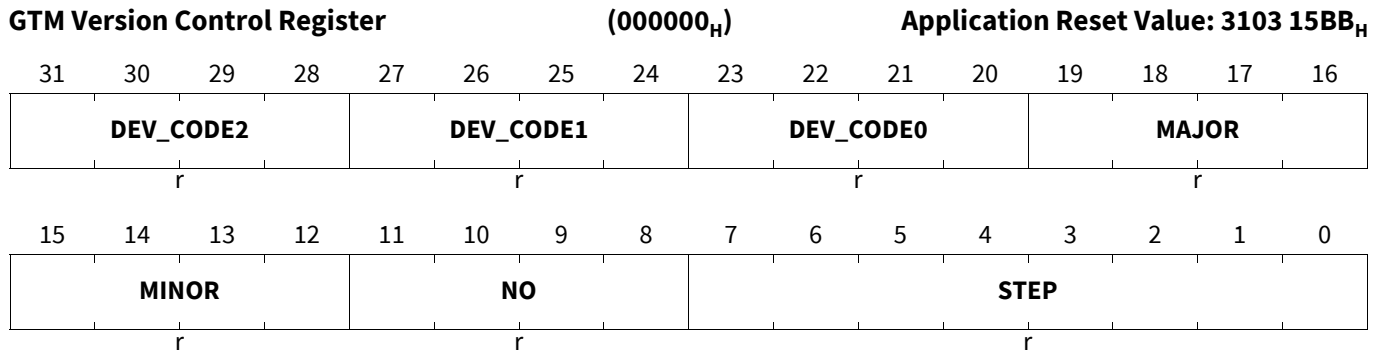 GTM Version Control Register (000000H) Application Reset Value: 3103 15BBH
31 30 29 28 27 26 25 24 23 22 21 20 19 18 17 16
DEV_CODE2 DEV_CODE1 DEV_CODE0 MAJOR
r r r r
15 14 13 12 11 10 9 8 7 6 5 4 3 2 1 0
MINOR NO STEP
r r r